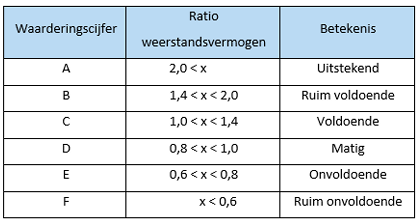 Waarderingscijfer Ratio weerstandsvermogen Betekenis
A 2,0 < x Uitstekend
B 1,4 < x < 2,0 Ruim voldoende
C 1,0 < x < 1,4 Voldoende
D 0,8 < x < 1,0 Matig
E 0,6 < x < 0,8 Onvoldoende
F x < 0,6 Ruim onvoldoende